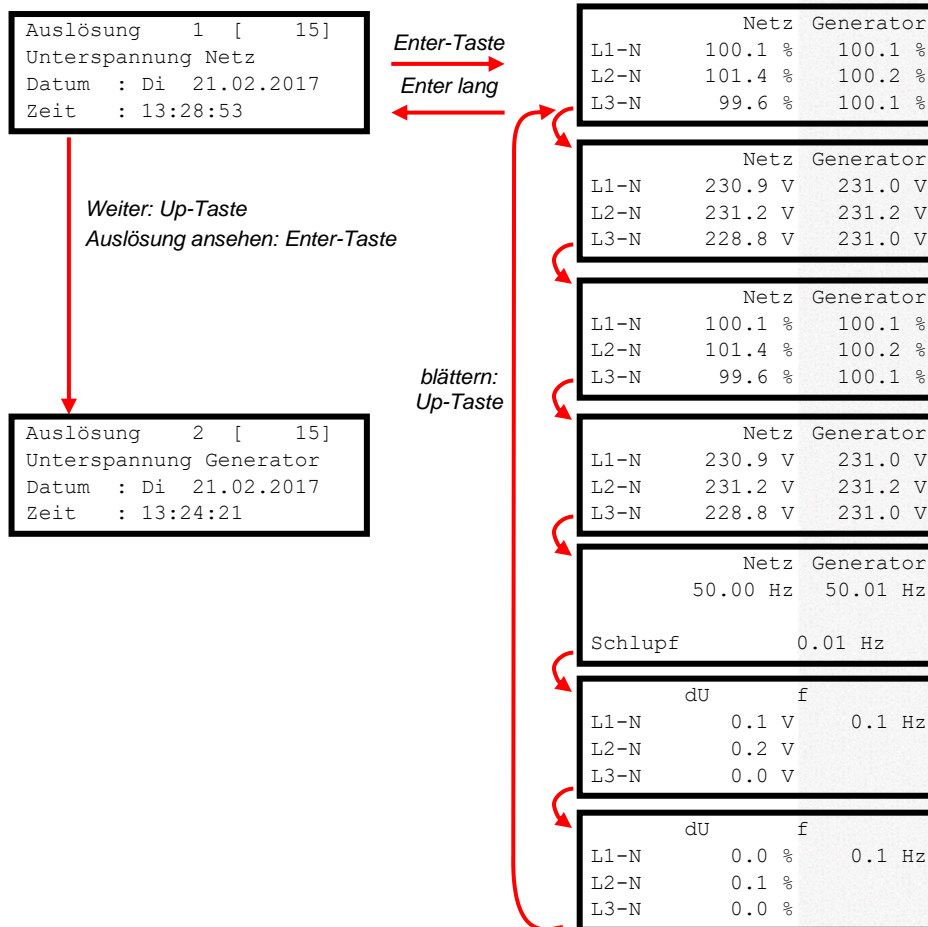 Auslösung 1 [ 15]
Unterspannung Netz
Datum : Di 21.02.2017
Zeit : 13:28:53
Enter-Taste
Enter lang
Weiter: Up-Taste
Auslösung ansehen: Enter-Taste
Auslösung 2 [ 15]
Unterspannung Generator
Datum : Di 21.02.2017
Zeit : 13:24:21
blättern:
Up-Taste
Netz Generator
L1-N 100.1 % 100.1 %
L2-N 101.4 % 100.2 %
L3-N 99.6 % 100.1 %
Netz Generator
L1-N 230.9 V 231.0 V
L2-N 231.2 V 231.2 V
L3-N 228.8 V 231.0 V
Netz Generator
L1-N 100.1 % 100.1 %
L2-N 101.4 % 100.2 %
L3-N 99.6 % 100.1 %
Netz Generator
L1-N 230.9 V 231.0 V
L2-N 231.2 V 231.2 V
L3-N 228.8 V 231.0 V
Netz Generator
50.00 Hz 50.01 Hz
Schlupf 0.01 Hz
dU f
L1-N 0.1 V 0.1 Hz
L2-N 0.2 V
L3-N 0.0 V
dU f
L1-N 0.0 % 0.1 Hz
L2-N 0.1 %
L3-N 0.0 %